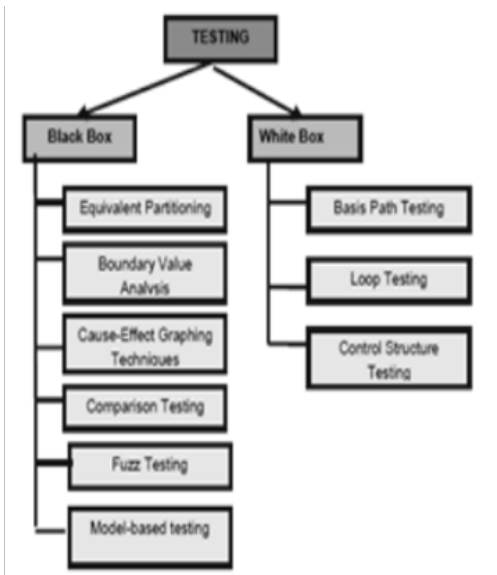 TESTING
Black Box
White Box
Equivalent Partitioning
Boundary Value
Analysis
Cause-Effect Graphing
Techniques
Comparison Testing
Fuzz Testing
Model-based testing
Basis Path Testing
Loop Testing
Control Structure
Testing